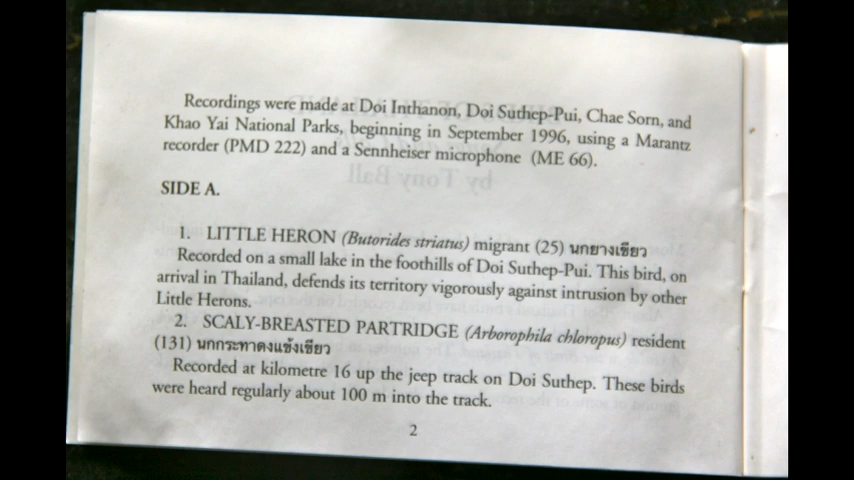 Recordings were made at Doi Inthanon, Doi Suthep-Pui, Chae Sorn, and
Khao Yai National Parks, beginning in September 1996, using a Marantz
recorder (PMD 222) and a Sennheiser microphone (ME 66).
SIDE A.
1. LITTLE HERON (Butorides striatus) migrant (25) นกยางเขียว
Recorded on a small lake in the foothills of Doi Suthep-Pui. This bird, on
arrival in Thailand, defends its territory vigorously against intrusion by other
Little Herons.
2. SCALY-BREASTED PARTRIDGE (Arborophila chloropus) resident
(131) นกกระทาดงแข้งเขียว
Recorded at kilometre 16 up the jeep track on Doi Suthep. These birds
were heard regularly about 100 m into the track.
2